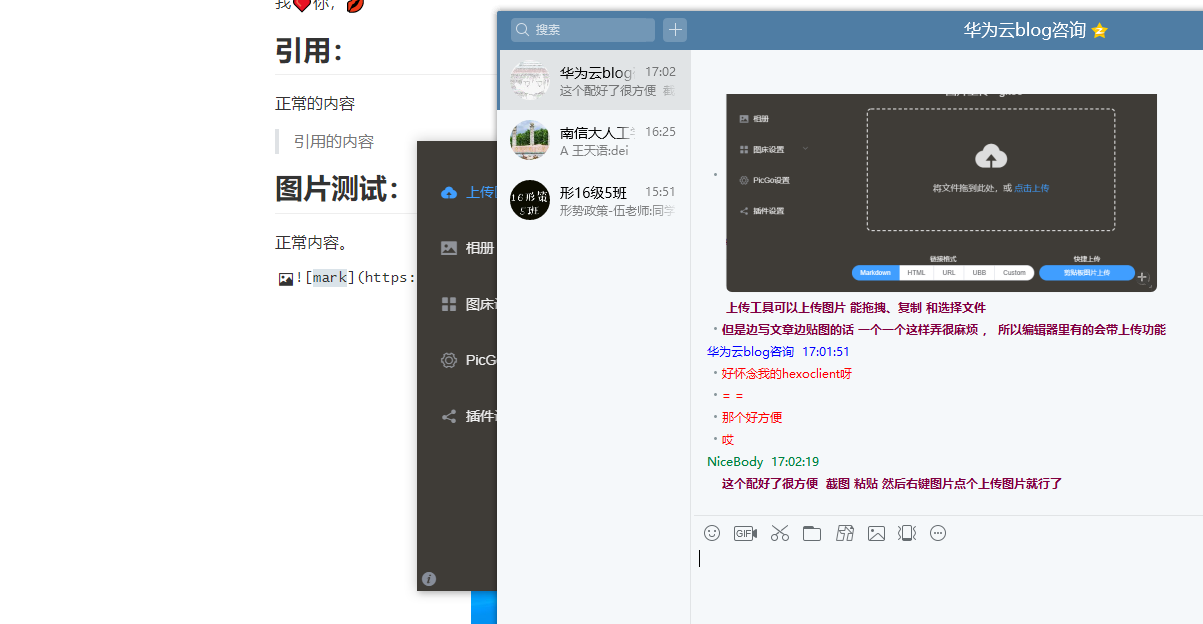 我❤你，💋
引用：
正常的内容
引用的内容
图片测试：
正常内容。
![mark](https:
上传
相册
图床
PicG
插件
搜索
华为云blog
17:02
这个配好了很方便 截
南信大人工
16:25
A 王天语:dei
形16级5班
15:51
形势政策-伍老师:同学
16形策
5班
华为云blog咨询
相册
图床设置
PicGo设置
插件设置
将文件拖到此处，或 点击上传
链接格式
快捷上传
Markdown
HTML
URL
UBB
Custom
剪贴板图片上传
上传工具可以上传图片 能拖拽、复制 和选择文件
但是边写文章边贴图的话 一个一个这样弄很麻烦 ， 所以编辑器里有的会带上传功能
华为云blog咨询 17:01:51
好怀念我的hexoclient呀
= =
那个好方便
哎
NiceBody 17:02:19
这个配好了很方便 截图 粘贴 然后右键图片点个上传图片就行了
GIF